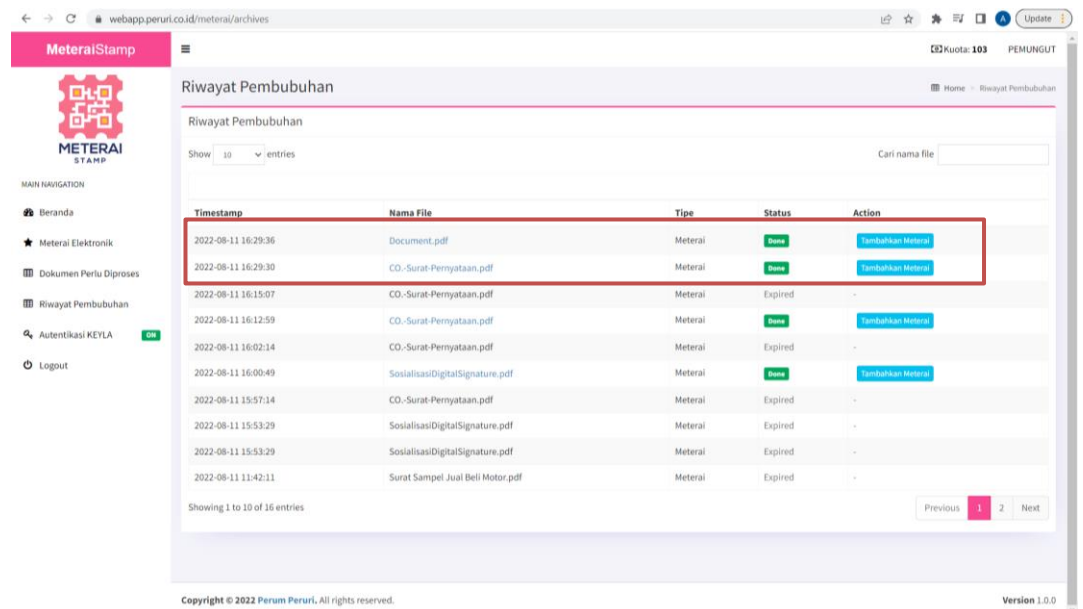 webapp.peruri.co.id/meterai/archives
A
Update
MeteraiStamp
Kuota: 103 PEMUNGUT
METERAI
STAMP
MAIN NAVIGATION
Beranda
Meterai Elektronik
Dokumen Perlu Diproses
Riwayat Pembubuhan
Autentikasi KEYLA ON
Logout
Riwayat Pembubuhan
Home > Riwayat Pembubuhan
Riwayat Pembubuhan
Show 10 entries
Cari nama file
Timestamp Nama File Tipe Status Action
2022-08-11 16:29:36 Document.pdf Meterai Done Tambahkan Meterai
2022-08-11 16:29:30 CO.-Surat-Pernyataan.pdf Meterai Done Tambahkan Meterai
2022-08-11 16:15:07 CO.-Surat-Pernyataan.pdf Meterai Expired -
2022-08-11 16:12:59 CO.-Surat-Pernyataan.pdf Meterai Done Tambahkan Meterai
2022-08-11 16:02:14 CO.-Surat-Pernyataan.pdf Meterai Expired -
2022-08-11 16:00:49 SosialisasiDigitalSignature.pdf Meterai Done Tambahkan Meterai
2022-08-11 15:57:14 CO.-Surat-Pernyataan.pdf Meterai Expired -
2022-08-11 15:53:29 SosialisasiDigitalSignature.pdf Meterai Expired -
2022-08-11 15:53:29 SosialisasiDigitalSignature.pdf Meterai Expired -
2022-08-11 11:42:11 Surat Sampel Jual Beli Motor.pdf Meterai Expired -
Showing 1 to 10 of 16 entries
Previous 1 2 Next
Copyright © 2022 Perum Peruri. All rights reserved.
Version 1.0.0